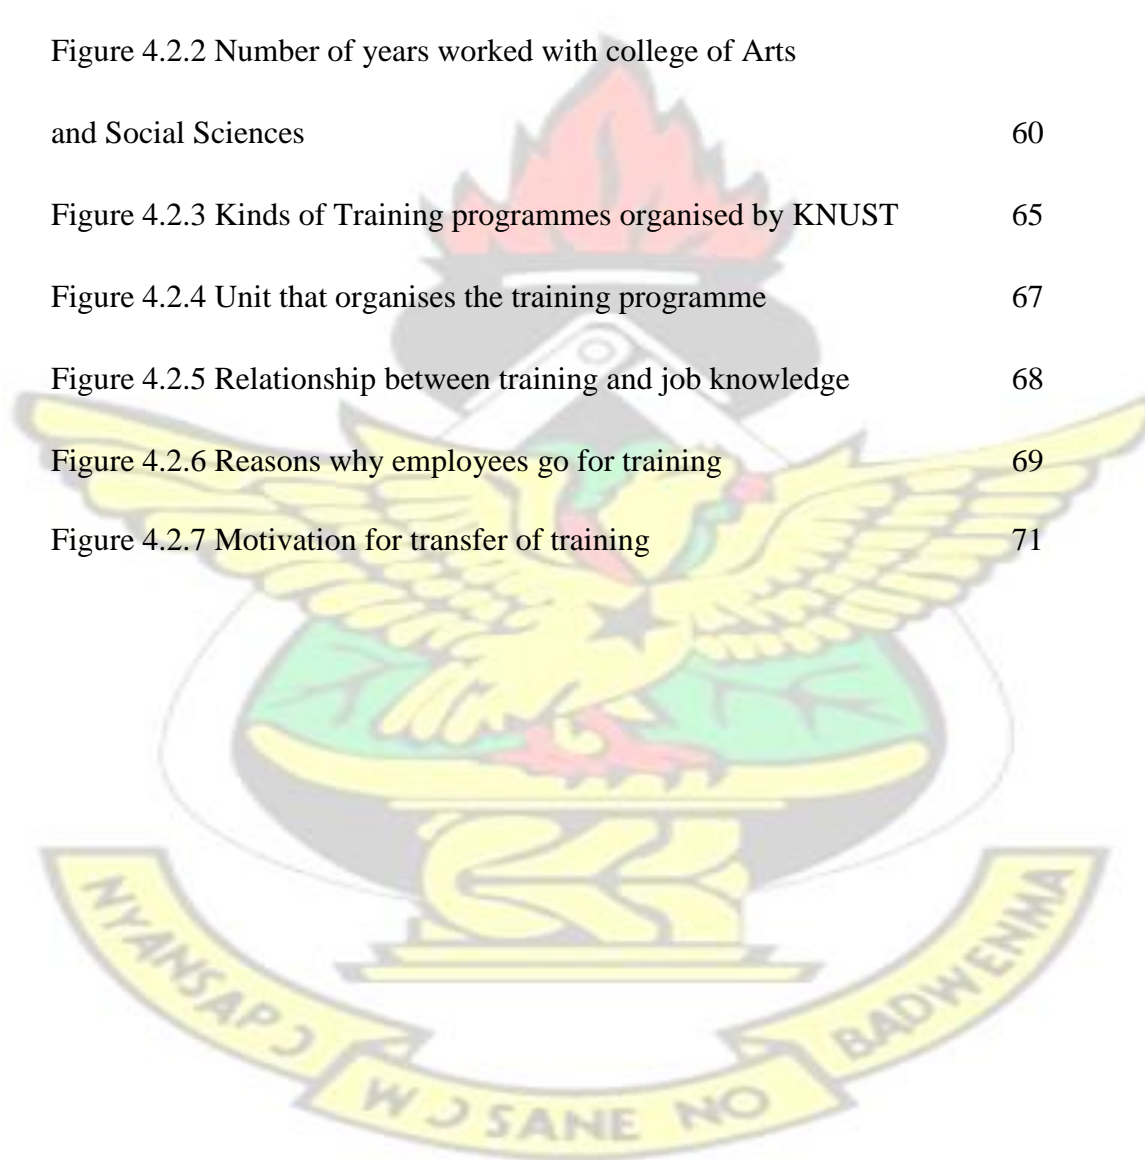 Figure 4.2.2 Number of years worked with college of Arts
and Social Sciences 60
Figure 4.2.3 Kinds of Training programmes organised by KNUST 65
Figure 4.2.4 Unit that organises the training programme 67
Figure 4.2.5 Relationship between training and job knowledge 68
Figure 4.2.6 Reasons why employees go for training 69
Figure 4.2.7 Motivation for transfer of training 71
NYANSAPƆ
WƆ SANE NO
BADWENMA